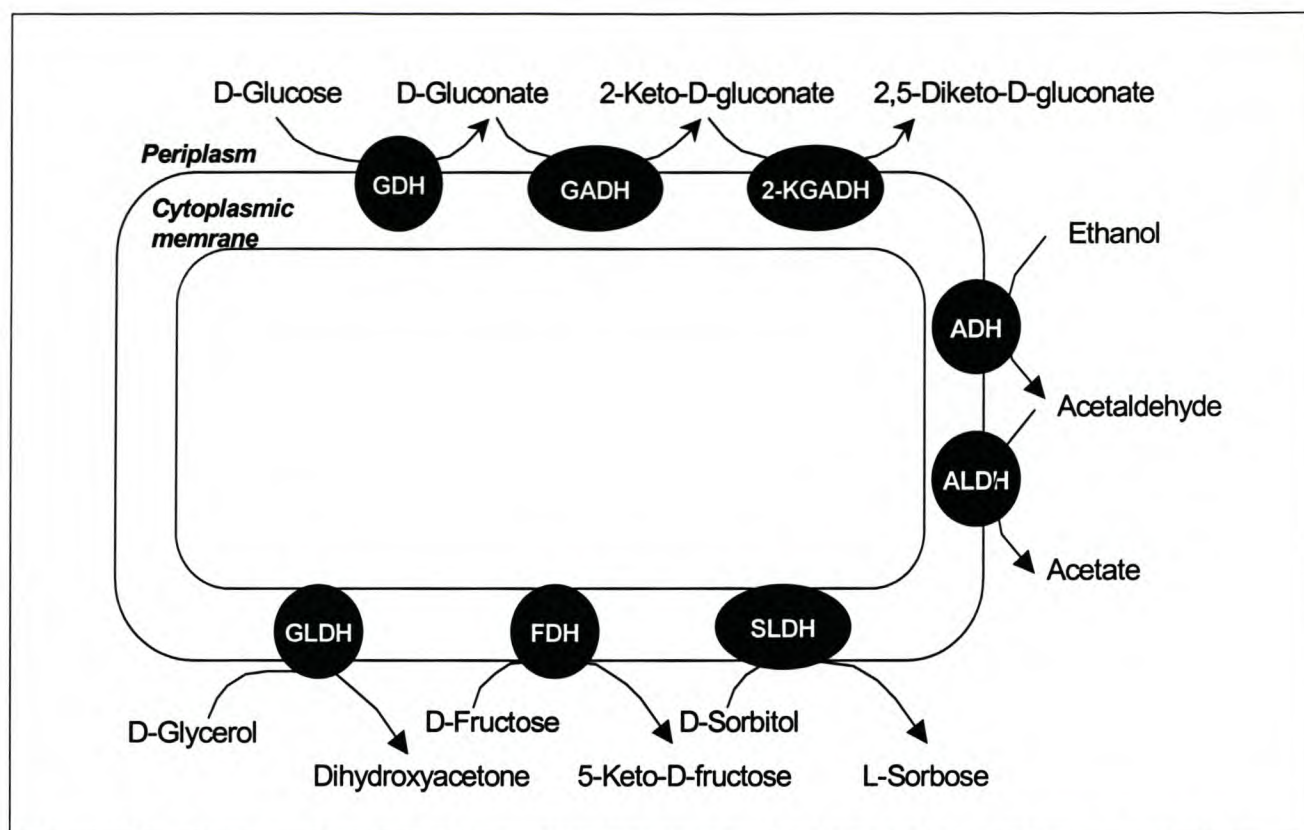 D-Glucose D-Gluconate 2-Keto-D-gluconate 2,5-Diketo-D-gluconate
Periplasm
GDH GADH 2-KGADH
Cytoplasmic
memrane
Ethanol
ADH
Acetaldehyde
ALDH
Acetate
GLDH FDH SLDH
D-Glycerol D-Fructose D-Sorbitol
Dihydroxyacetone 5-Keto-D-fructose L-Sorbose